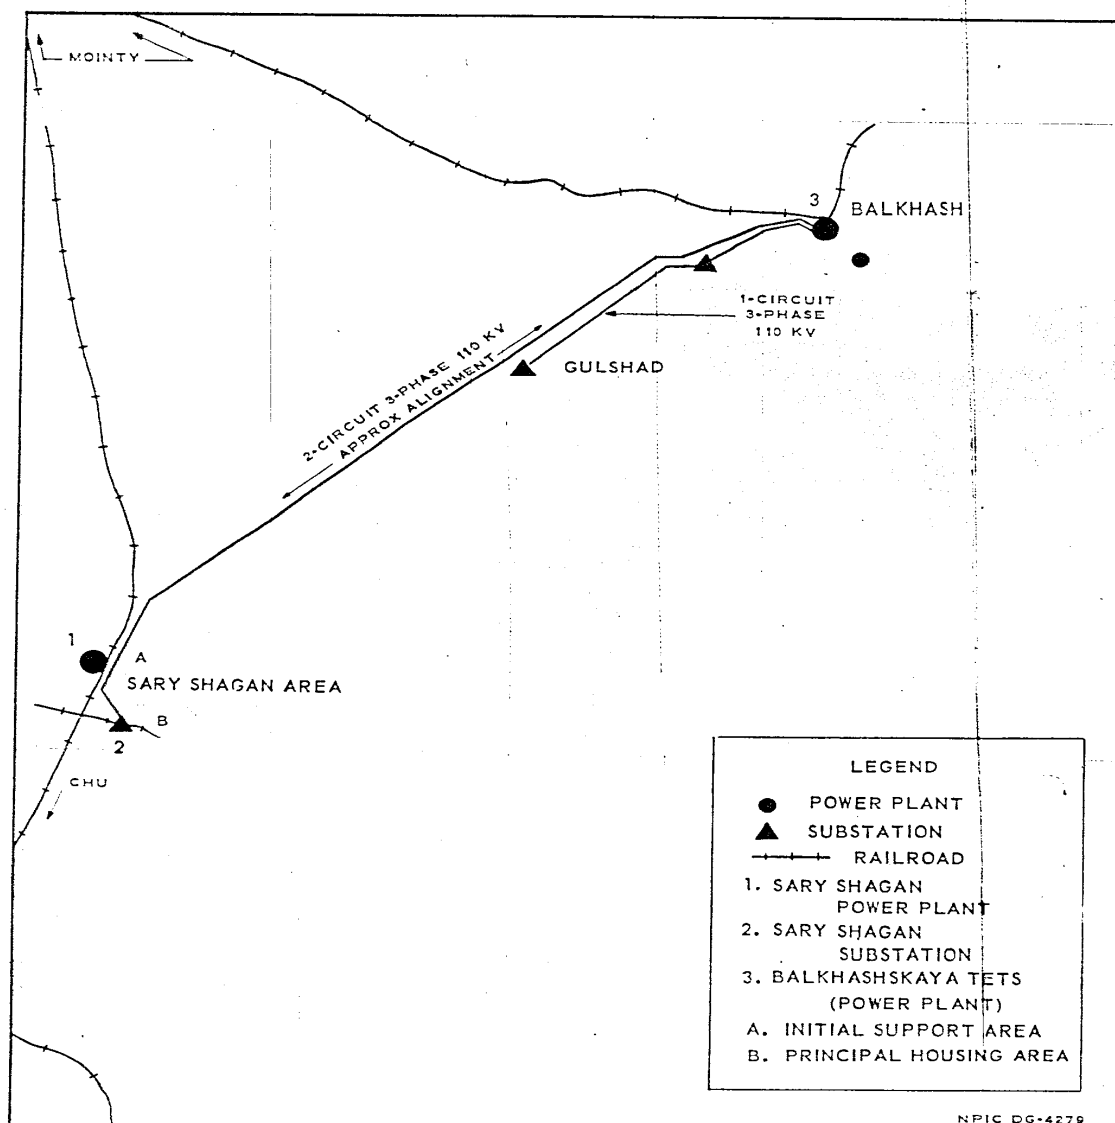 MOINTY
3
BALKHASH
1-CIRCUIT
3-PHASE
110 KV
GULSHAD
2-CIRCUIT 3-PHASE 110 KV
APPROX ALIGNMENT
1
A
SARY SHAGAN AREA
B
2
CHU
LEGEND
POWER PLANT
SUBSTATION
RAILROAD
1. SARY SHAGAN
POWER PLANT
2. SARY SHAGAN
SUBSTATION
3. BALKHASHSKAYA TETS
(POWER PLANT)
A. INITIAL SUPPORT AREA
B. PRINCIPAL HOUSING AREA
NPIC DG-4279